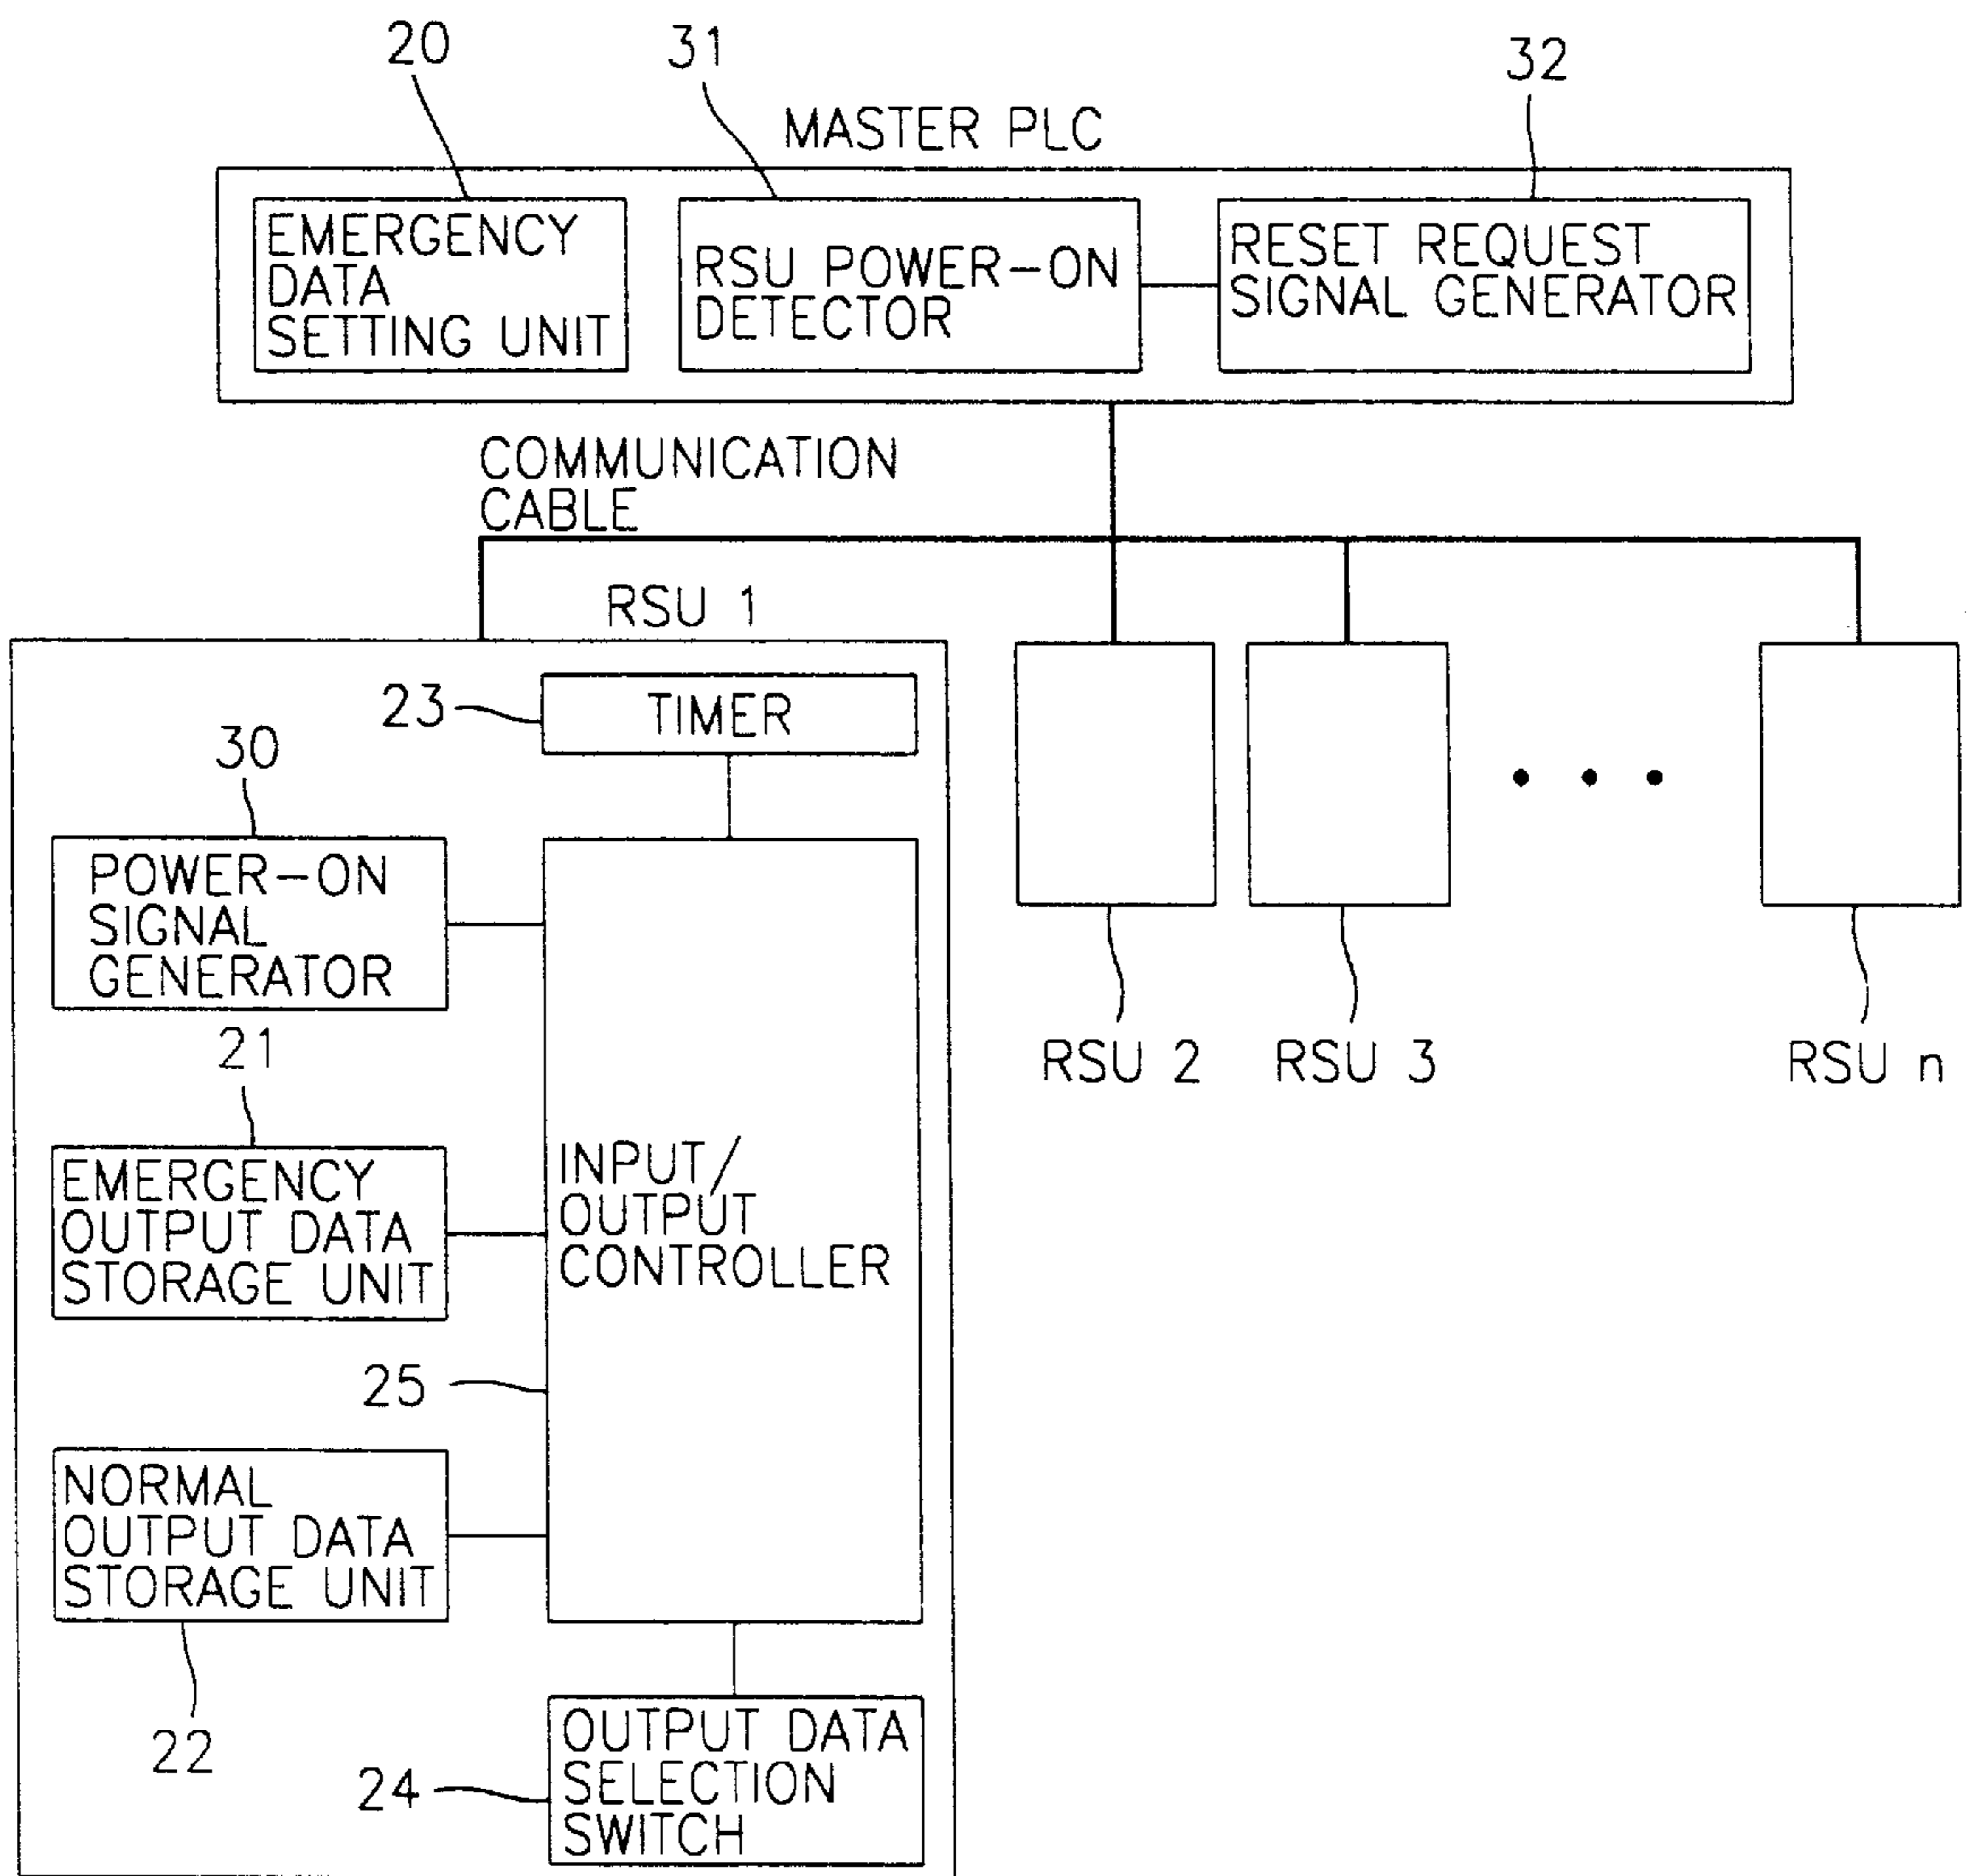 20
31
32
MASTER PLC
EMERGENCY
DATA
SETTING UNIT
RSU POWER-ON
DETECTOR
RESET REQUEST
SIGNAL GENERATOR
COMMUNICATION
CABLE
RSU 1
23
TIMER
30
POWER-ON
SIGNAL
GENERATOR
21
EMERGENCY
OUTPUT DATA
STORAGE UNIT
INPUT/
OUTPUT
CONTROLLER
25
NORMAL
OUTPUT DATA
STORAGE UNIT
22
24
OUTPUT DATA
SELECTION
SWITCH
RSU 2
RSU 3
RSU n